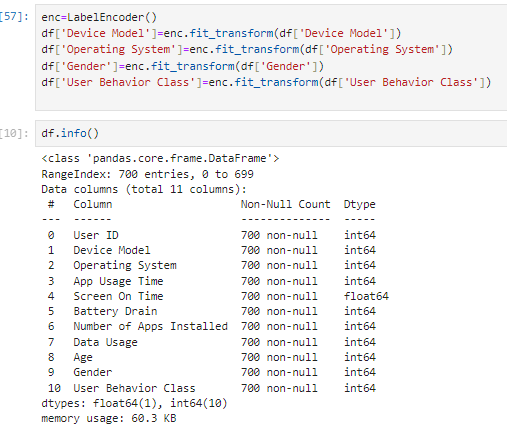 [57]: enc=LabelEncoder()
df['Device Model']=enc.fit_transform(df['Device Model'])
df['Operating System']=enc.fit_transform(df['Operating System'])
df['Gender']=enc.fit_transform(df['Gender'])
df['User Behavior Class']=enc.fit_transform(df['User Behavior Class'])
[10]: df.info()
<class 'pandas.core.frame.DataFrame'>
RangeIndex: 700 entries, 0 to 699
Data columns (total 11 columns):
 #   Column                    Non-Null Count  Dtype
---  ------                    --------------  -----
 0   User ID                   700 non-null    int64
 1   Device Model              700 non-null    int64
 2   Operating System          700 non-null    int64
 3   App Usage Time            700 non-null    int64
 4   Screen On Time            700 non-null    float64
 5   Battery Drain             700 non-null    int64
 6   Number of Apps Installed  700 non-null    int64
 7   Data Usage                700 non-null    int64
 8   Age                       700 non-null    int64
 9   Gender                    700 non-null    int64
 10  User Behavior Class       700 non-null    int64
dtypes: float64(1), int64(10)
memory usage: 60.3 KB